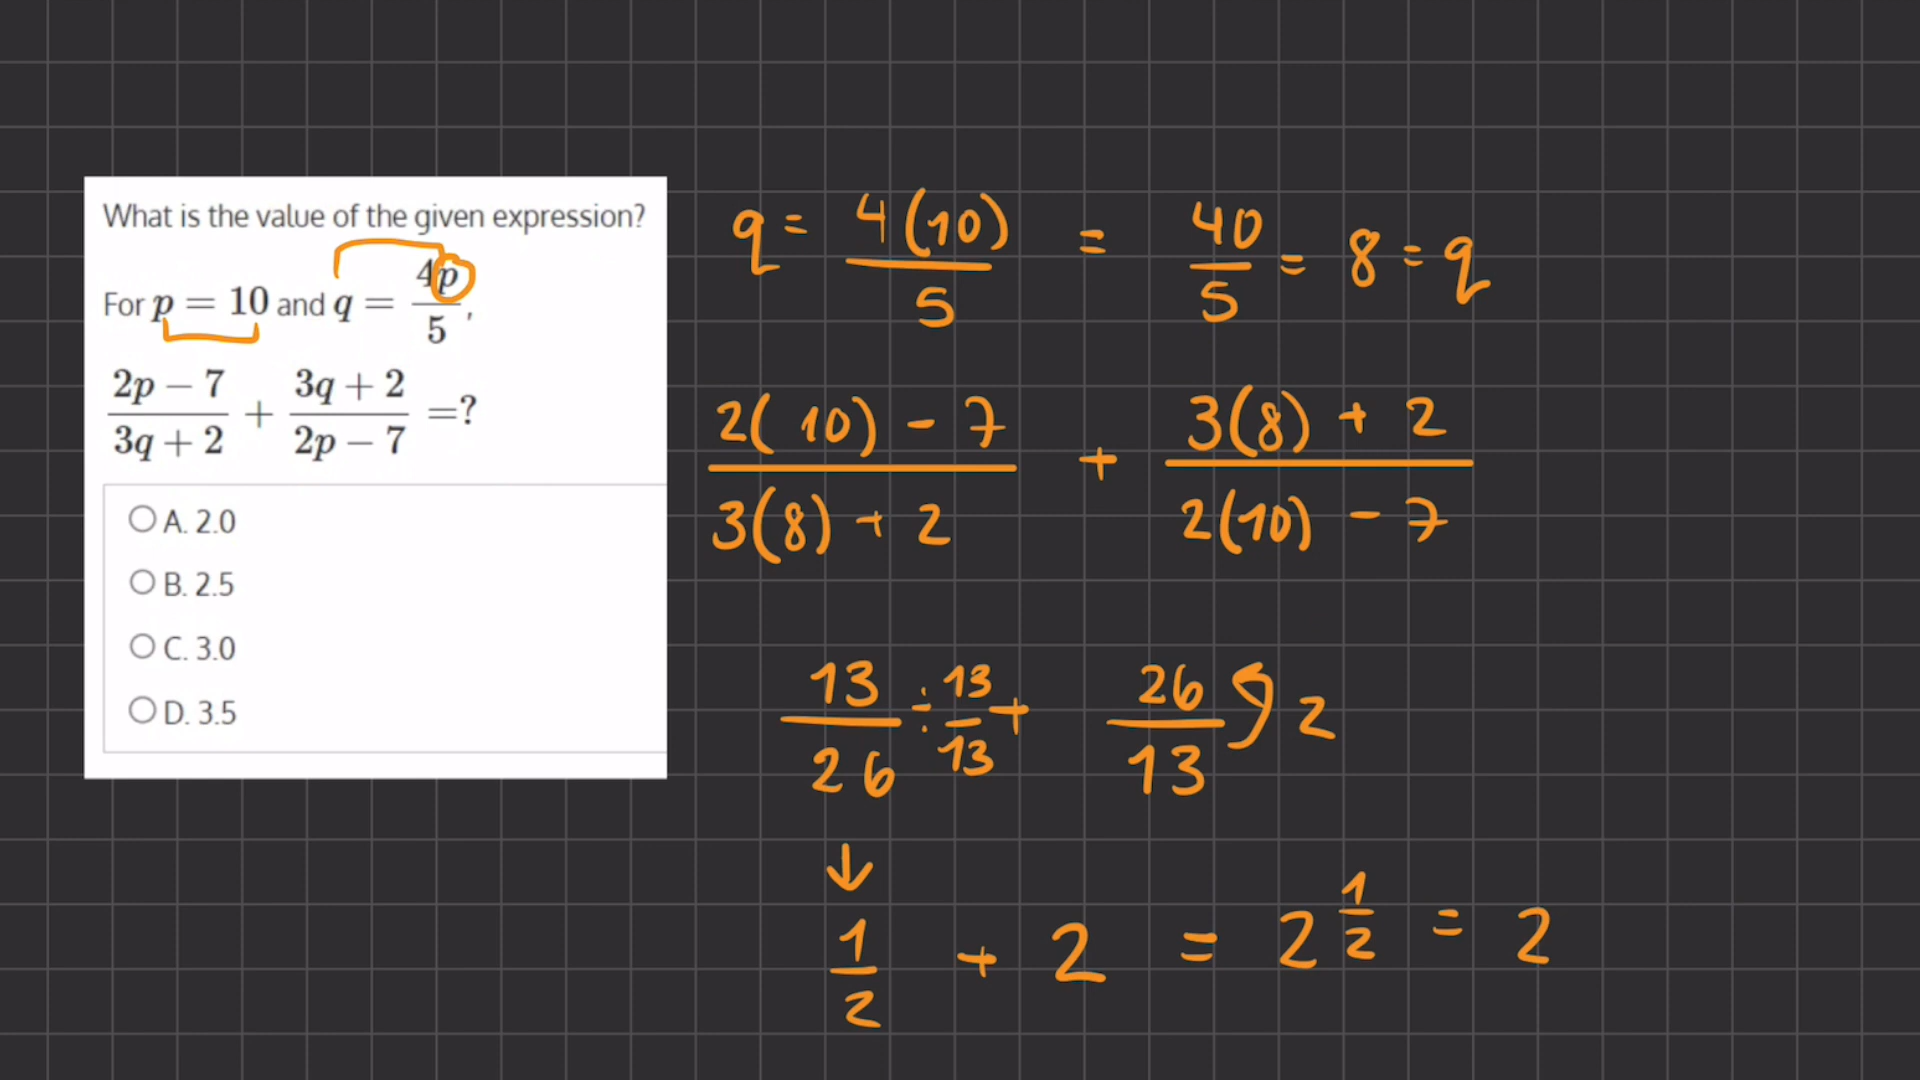 What is the value of the given expression?
For p = 10 and q = 4p/5,
(2p − 7)/(3q + 2) + (3q + 2)/(2p − 7) =?
A. 2.0
B. 2.5
C. 3.0
D. 3.5
q = 4(10)/5 = 40/5 = 8 = q
(2(10) - 7)/(3(8) + 2) + (3(8) + 2)/(2(10) - 7)
13/26 ÷ 13/13 + 26/13 2
1/2 + 2 = 2 1/2 = 2